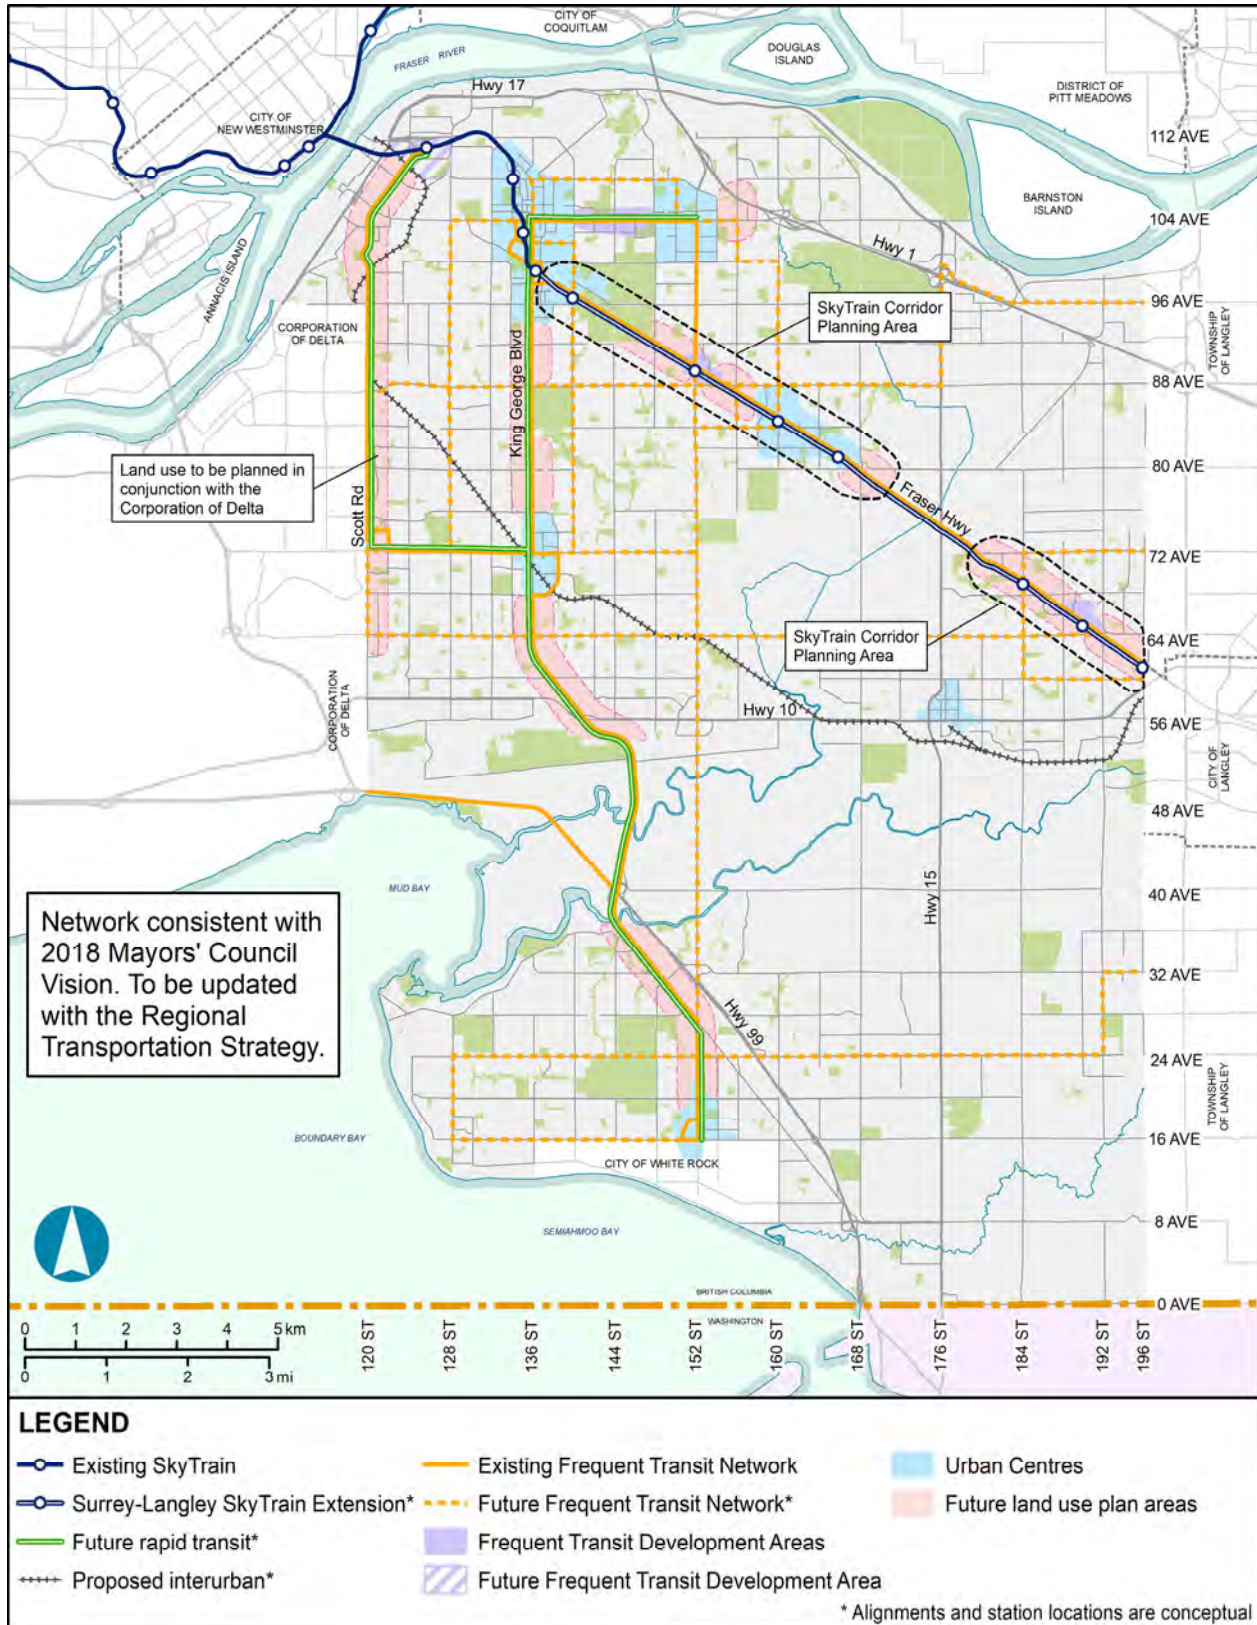 CITY OF
COQUITLAM
DOUGLAS
ISLAND
FRASER RIVER
Hwy 17
DISTRICT OF
PITT MEADOWS
CITY OF
NEW WESTMINSTER
112 AVE
BARNSTON
ISLAND
104 AVE
Hwy 1
ANNACIS ISLAND
96 AVE
SkyTrain Corridor
Planning Area
CORPORATION
OF DELTA
TOWNSHIP
OF LANGLEY
King George Blvd
88 AVE
Land use to be planned in
conjunction with the
Corporation of Delta
80 AVE
Fraser Hwy
Scott Rd
72 AVE
SkyTrain Corridor
Planning Area
64 AVE
Hwy 10
CORPORATION
OF DELTA
56 AVE
CITY OF
LANGLEY
48 AVE
MUD BAY
Hwy 15
40 AVE
Network consistent with
2018 Mayors' Council
Vision. To be updated
with the Regional
Transportation Strategy.
32 AVE
Hwy 99
24 AVE
TOWNSHIP
OF LANGLEY
BOUNDARY BAY
16 AVE
CITY OF WHITE ROCK
8 AVE
SEMIAHMOO BAY
BRITISH COLUMBIA
0 AVE
WASHINGTON
0 1 2 3 4 5 km
0 1 2 3 mi
120 ST
128 ST
136 ST
144 ST
152 ST
160 ST
168 ST
176 ST
184 ST
192 ST
196 ST
LEGEND
Existing SkyTrain
Surrey-Langley SkyTrain Extension*
Future rapid transit*
Proposed interurban*
Existing Frequent Transit Network
Future Frequent Transit Network*
Frequent Transit Development Areas
Future Frequent Transit Development Area
Urban Centres
Future land use plan areas
* Alignments and station locations are conceptual